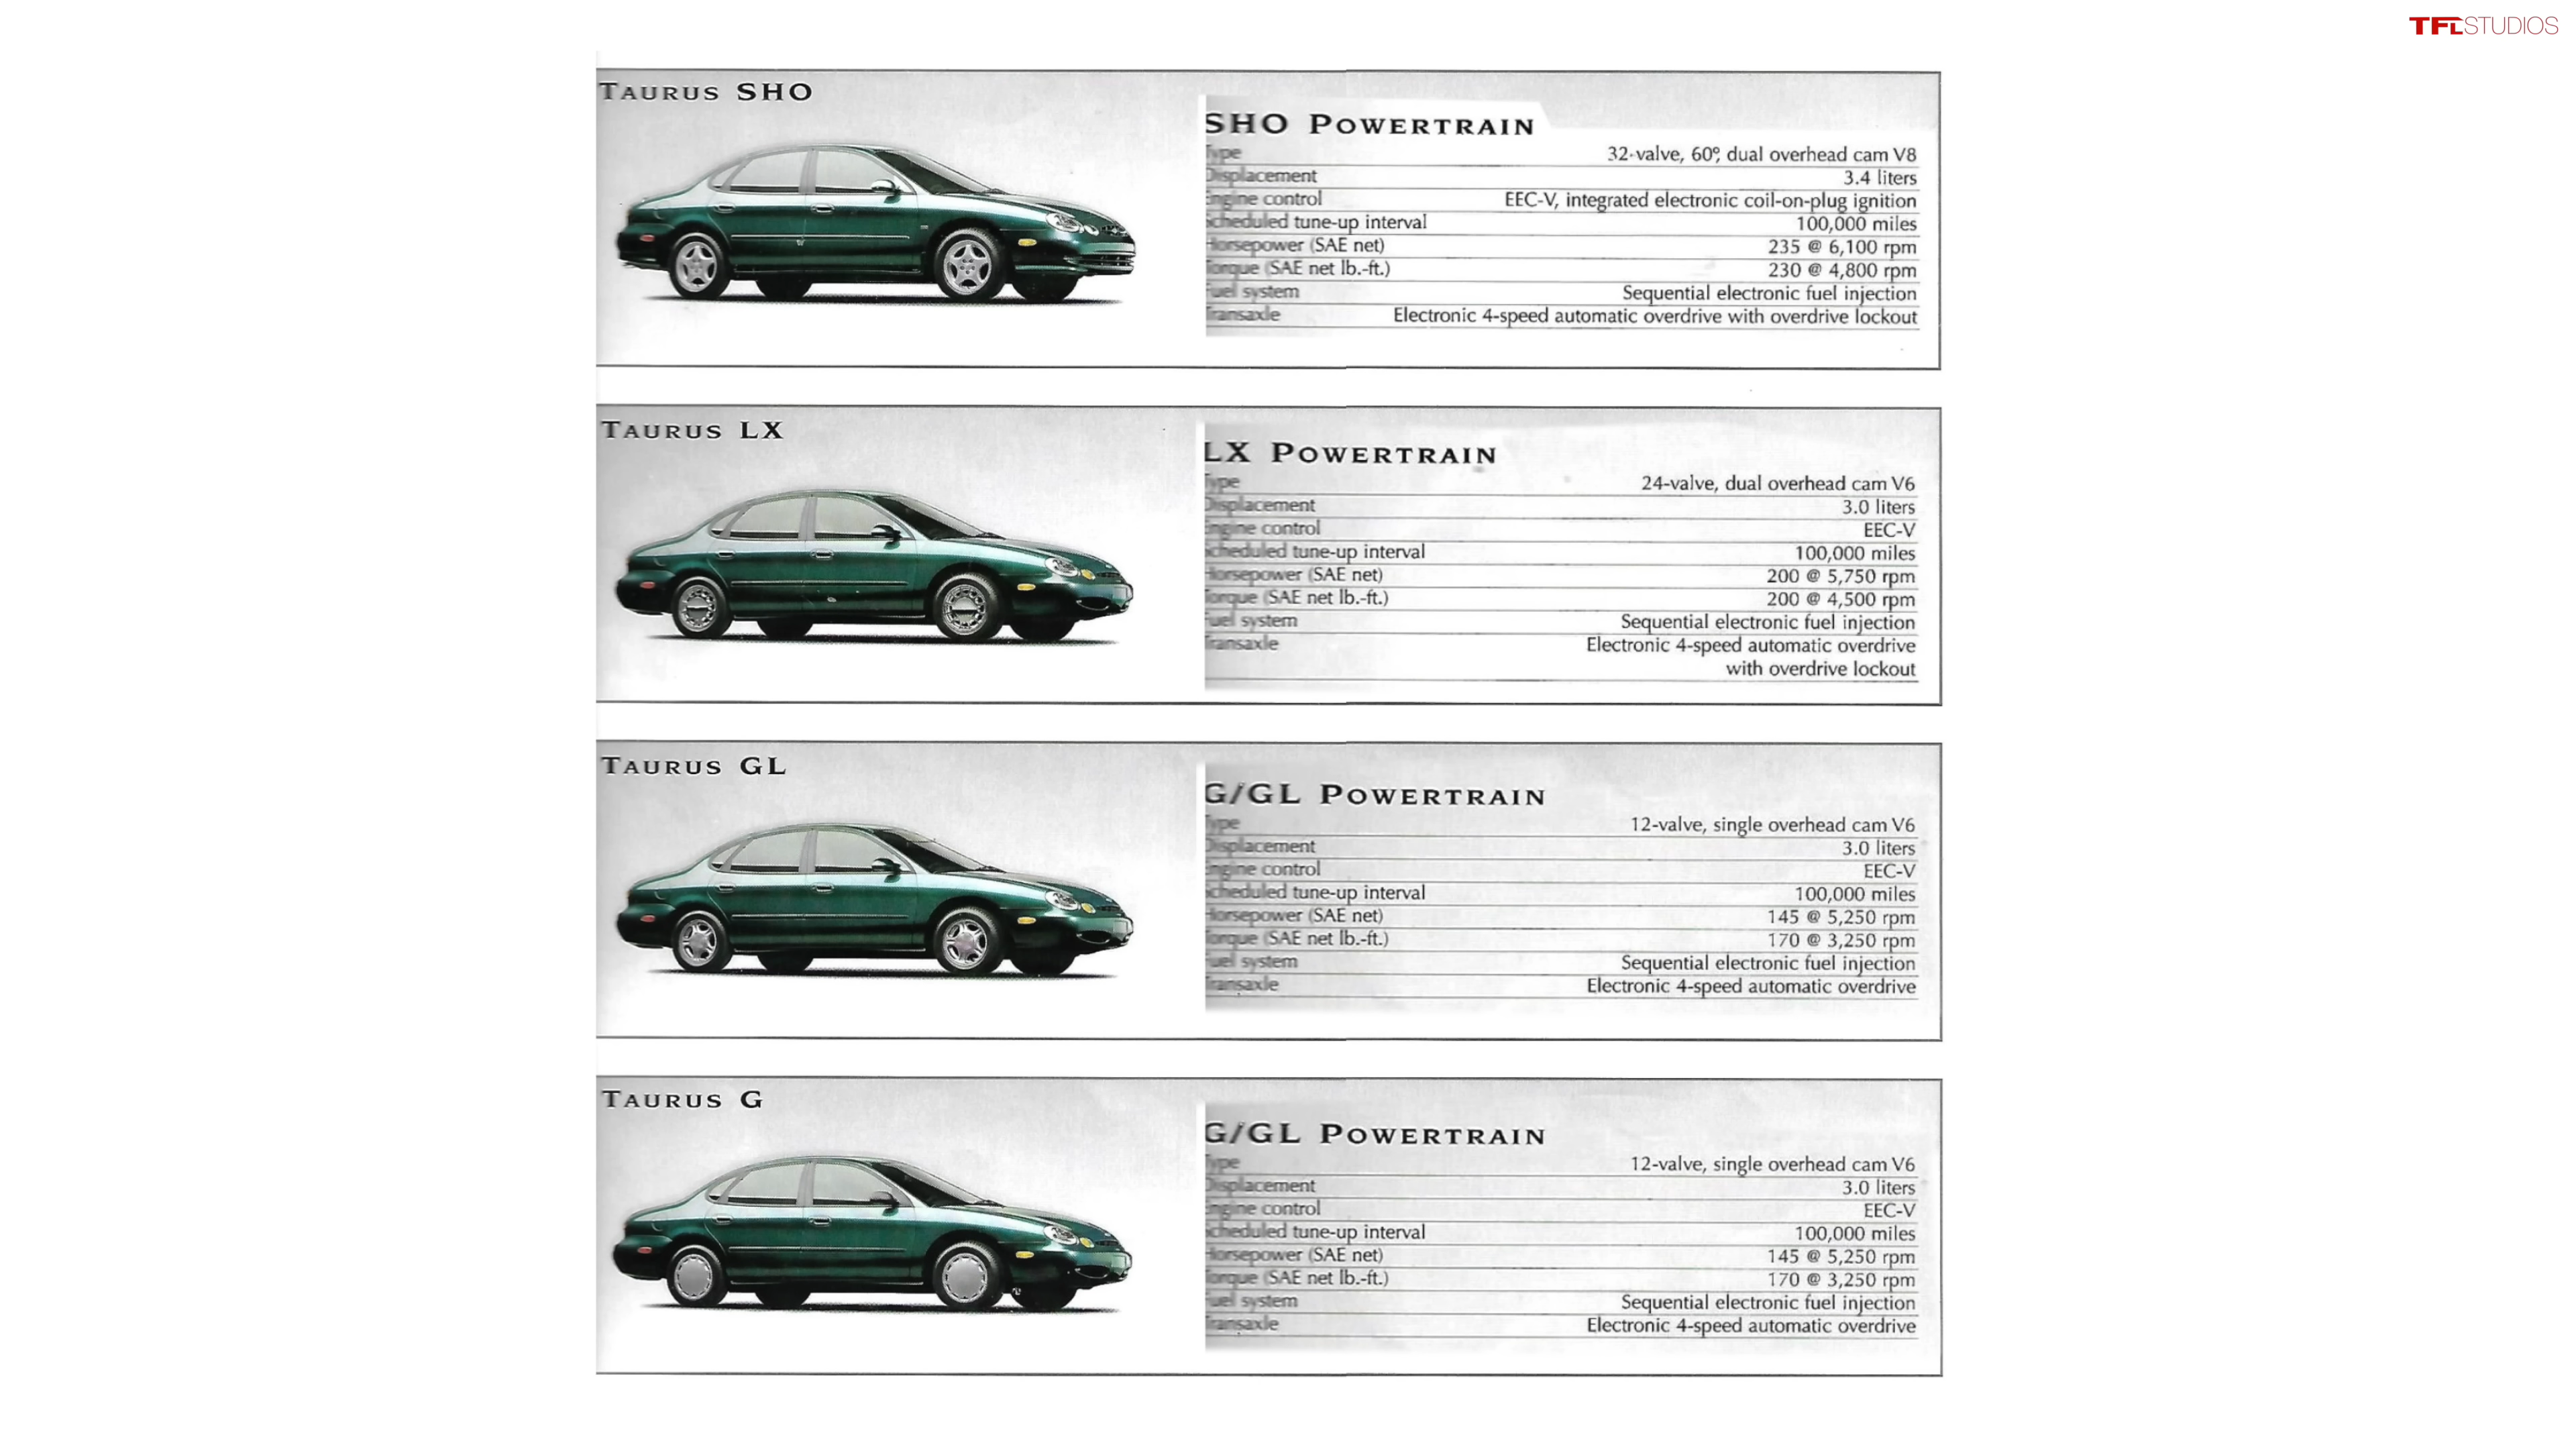 TFLSTUDIOS
TAURUS SHO
SHO POWERTRAIN
Type 32-valve, 60°, dual overhead cam V8
Displacement 3.4 liters
Engine control EEC-V, integrated electronic coil-on-plug ignition
Scheduled tune-up interval 100,000 miles
Horsepower (SAE net) 235 @ 6,100 rpm
Torque (SAE net lb.-ft.) 230 @ 4,800 rpm
Fuel system Sequential electronic fuel injection
Transaxle Electronic 4-speed automatic overdrive with overdrive lockout
TAURUS LX
LX POWERTRAIN
Type 24-valve, dual overhead cam V6
Displacement 3.0 liters
Engine control EEC-V
Scheduled tune-up interval 100,000 miles
Horsepower (SAE net) 200 @ 5,750 rpm
Torque (SAE net lb.-ft.) 200 @ 4,500 rpm
Fuel system Sequential electronic fuel injection
Transaxle Electronic 4-speed automatic overdrive
with overdrive lockout
TAURUS GL
G/GL POWERTRAIN
Type 12-valve, single overhead cam V6
Displacement 3.0 liters
Engine control EEC-V
Scheduled tune-up interval 100,000 miles
Horsepower (SAE net) 145 @ 5,250 rpm
Torque (SAE net lb.-ft.) 170 @ 3,250 rpm
Fuel system Sequential electronic fuel injection
Transaxle Electronic 4-speed automatic overdrive
TAURUS G
G/GL POWERTRAIN
Type 12-valve, single overhead cam V6
Displacement 3.0 liters
Engine control EEC-V
Scheduled tune-up interval 100,000 miles
Horsepower (SAE net) 145 @ 5,250 rpm
Torque (SAE net lb.-ft.) 170 @ 3,250 rpm
Fuel system Sequential electronic fuel injection
Transaxle Electronic 4-speed automatic overdrive